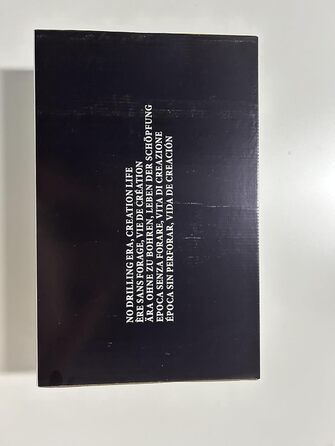 NO DRILLING ERA, CREATION LIFE
ÈRE SANS FORAGE, VIE DE CRÉATION
ÄRA OHNE ZU BOHREN, LEBEN DER SCHÖPFUNG
EPOCA SENZA FORARE, VITA DI CREAZIONE
ÉPOCA SIN PERFORAR, VIDA DE CREACIÓN